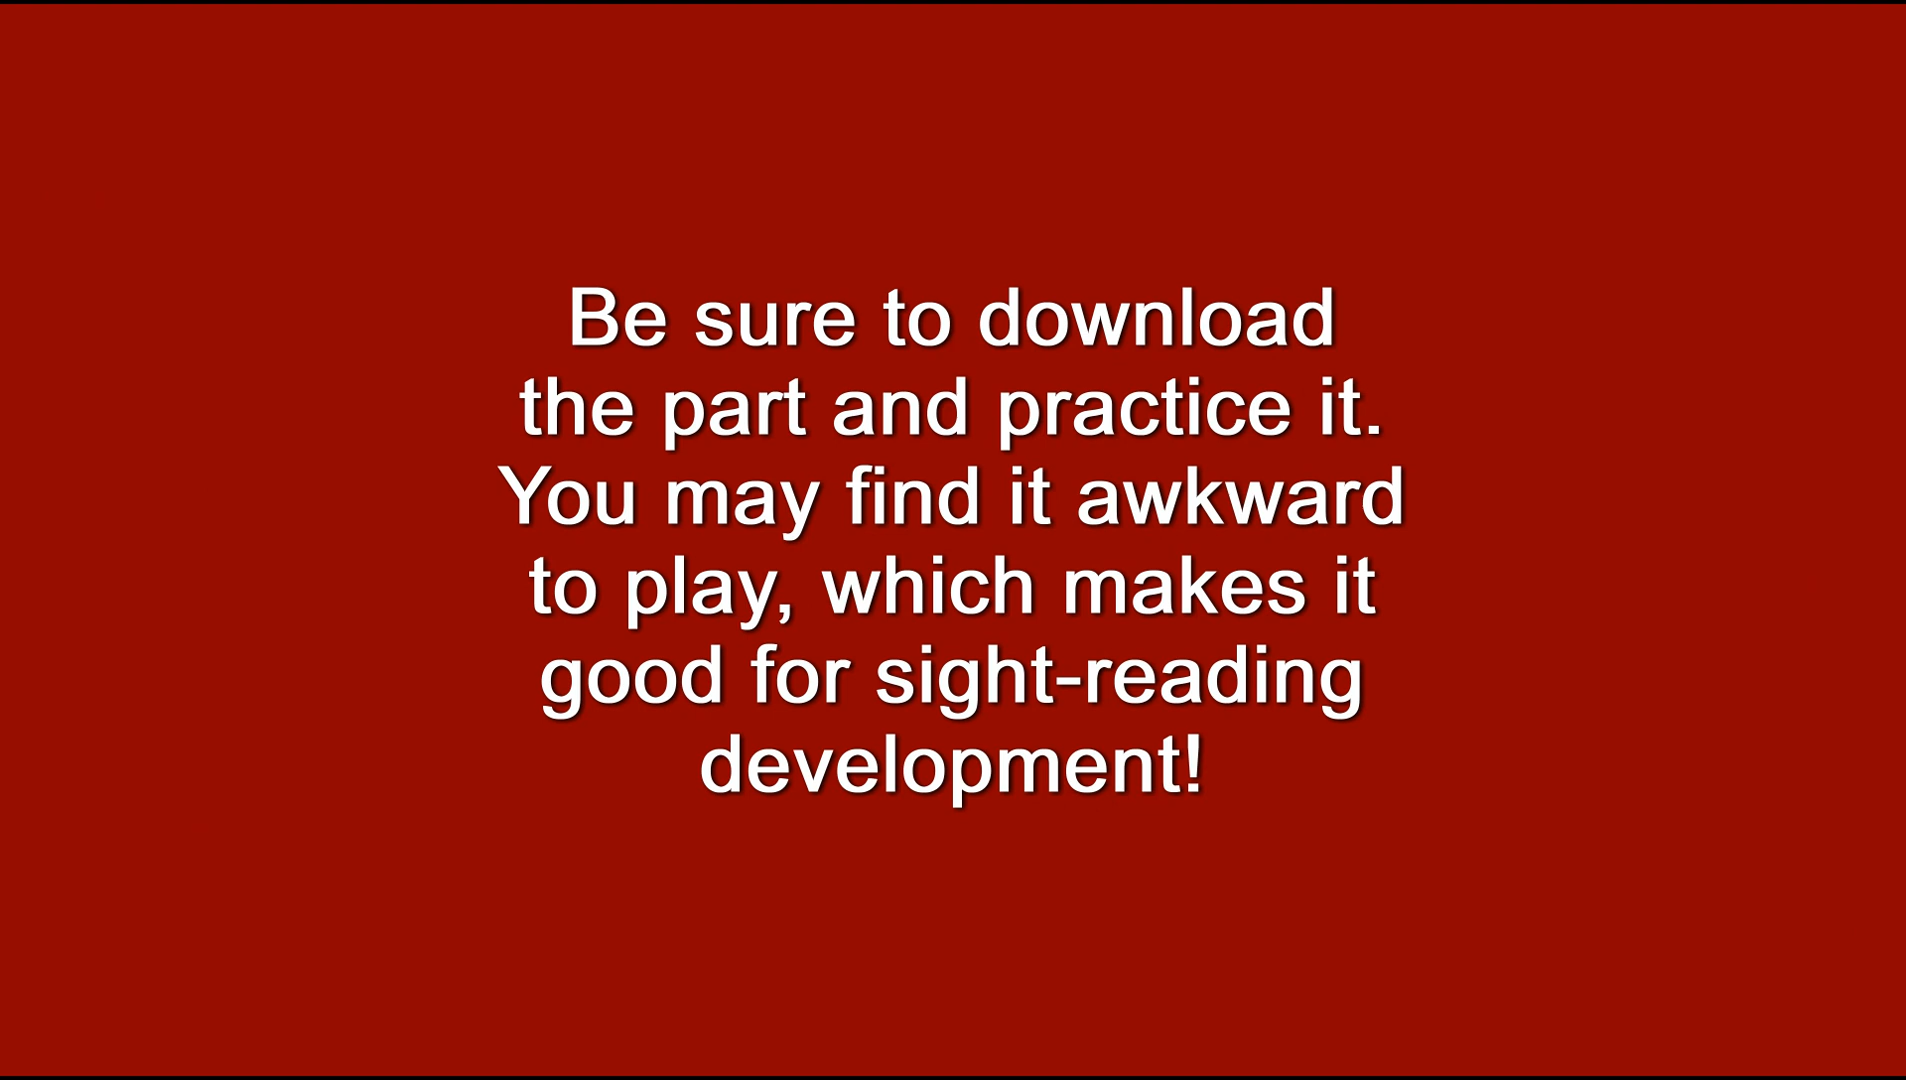 Be sure to download
the part and practice it.
You may find it awkward
to play, which makes it
good for sight-reading
development!